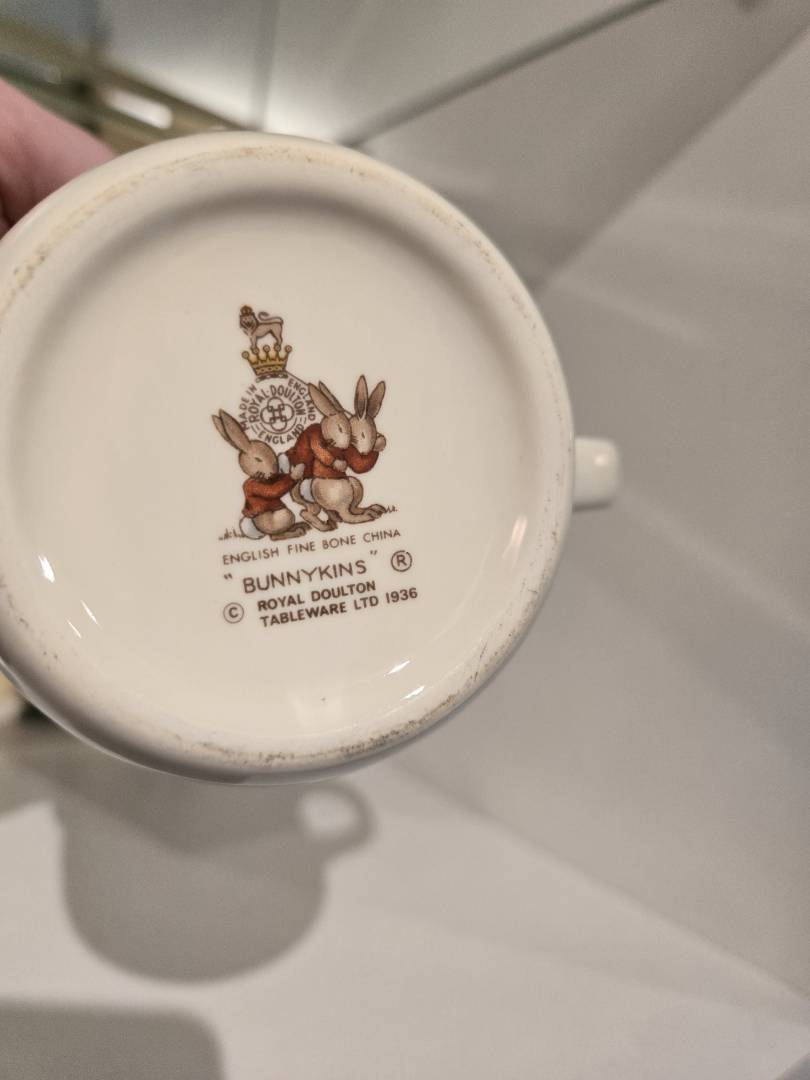 MADE IN ENGLAND
ROYAL·DOULTON
ENGLAND
ENGLISH FINE BONE CHINA
"BUNNYKINS" ®
© ROYAL DOULTON
TABLEWARE LTD 1936